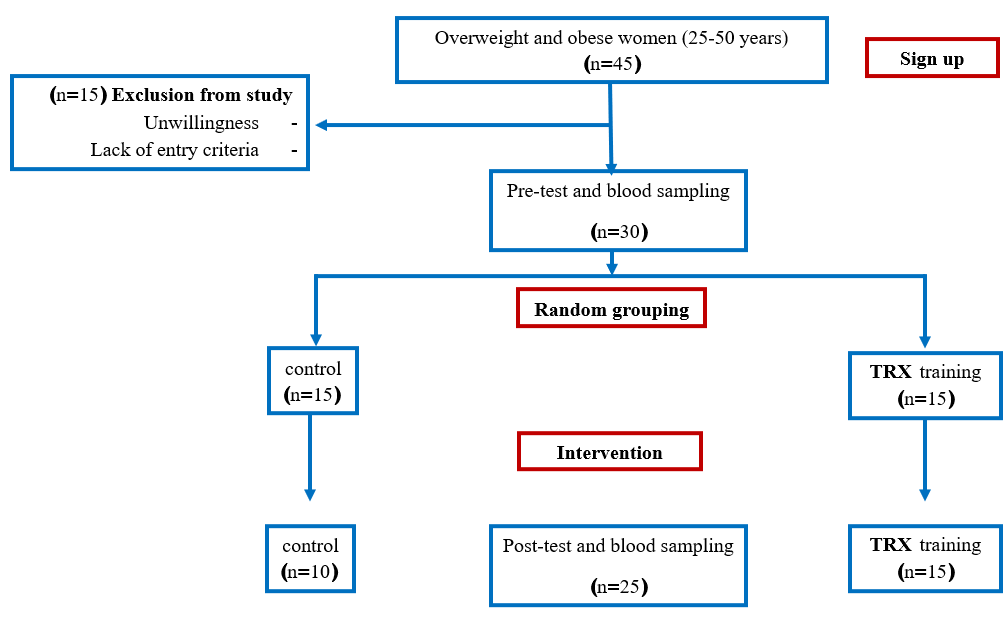 Overweight and obese women (25-50 years)
(n=45)
Sign up
(n=15) Exclusion from study
Unwillingness -
Lack of entry criteria -
Pre-test and blood sampling
(n=30)
Random grouping
control
(n=15)
TRX training
(n=15)
Intervention
control
(n=10)
Post-test and blood sampling
(n=25)
TRX training
(n=15)